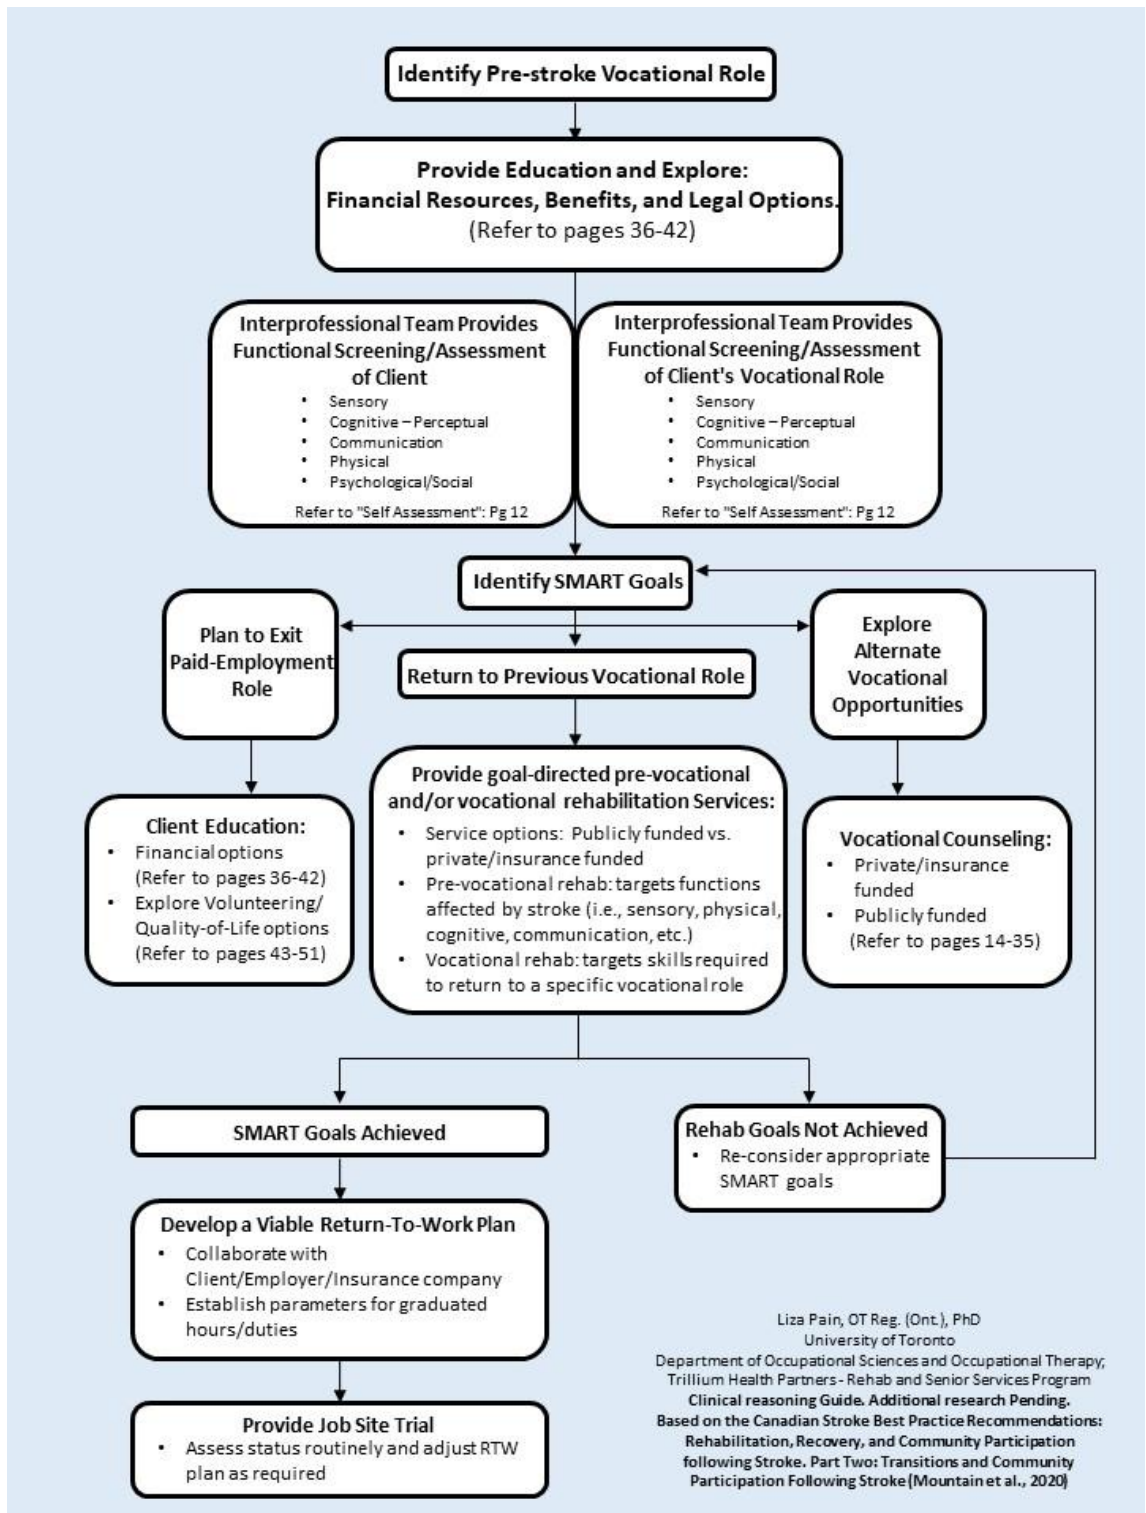 Identify Pre-stroke Vocational Role
Provide Education and Explore:
Financial Resources, Benefits, and Legal Options.
(Refer to pages 36-42)
Interprofessional Team Provides
Functional Screening/Assessment
of Client
• Sensory
• Cognitive – Perceptual
• Communication
• Physical
• Psychological/Social
Refer to "Self Assessment": Pg 12
Interprofessional Team Provides
Functional Screening/Assessment
of Client's Vocational Role
• Sensory
• Cognitive – Perceptual
• Communication
• Physical
• Psychological/Social
Refer to "Self Assessment": Pg 12
Identify SMART Goals
Plan to Exit
Paid-Employment
Role
Return to Previous Vocational Role
Explore
Alternate
Vocational
Opportunities
Client Education:
• Financial options
(Refer to pages 36-42)
• Explore Volunteering/
Quality-of-Life options
(Refer to pages 43-51)
Provide goal-directed pre-vocational
and/or vocational rehabilitation Services:
• Service options: Publicly funded vs.
private/insurance funded
• Pre-vocational rehab: targets functions
affected by stroke (i.e., sensory, physical,
cognitive, communication, etc.)
• Vocational rehab: targets skills required
to return to a specific vocational role
Vocational Counseling:
• Private/insurance
funded
• Publicly funded
(Refer to pages 14-35)
SMART Goals Achieved
Rehab Goals Not Achieved
• Re-consider appropriate
SMART goals
Develop a Viable Return-To-Work Plan
• Collaborate with
Client/Employer/Insurance company
• Establish parameters for graduated
hours/duties
Provide Job Site Trial
• Assess status routinely and adjust RTW
plan as required
Liza Pain, OT Reg. (Ont.), PhD
University of Toronto
Department of Occupational Sciences and Occupational Therapy;
Trillium Health Partners - Rehab and Senior Services Program
Clinical reasoning Guide. Additional research Pending.
Based on the Canadian Stroke Best Practice Recommendations:
Rehabilitation, Recovery, and Community Participation
following Stroke. Part Two: Transitions and Community
Participation Following Stroke (Mountain et al., 2020)